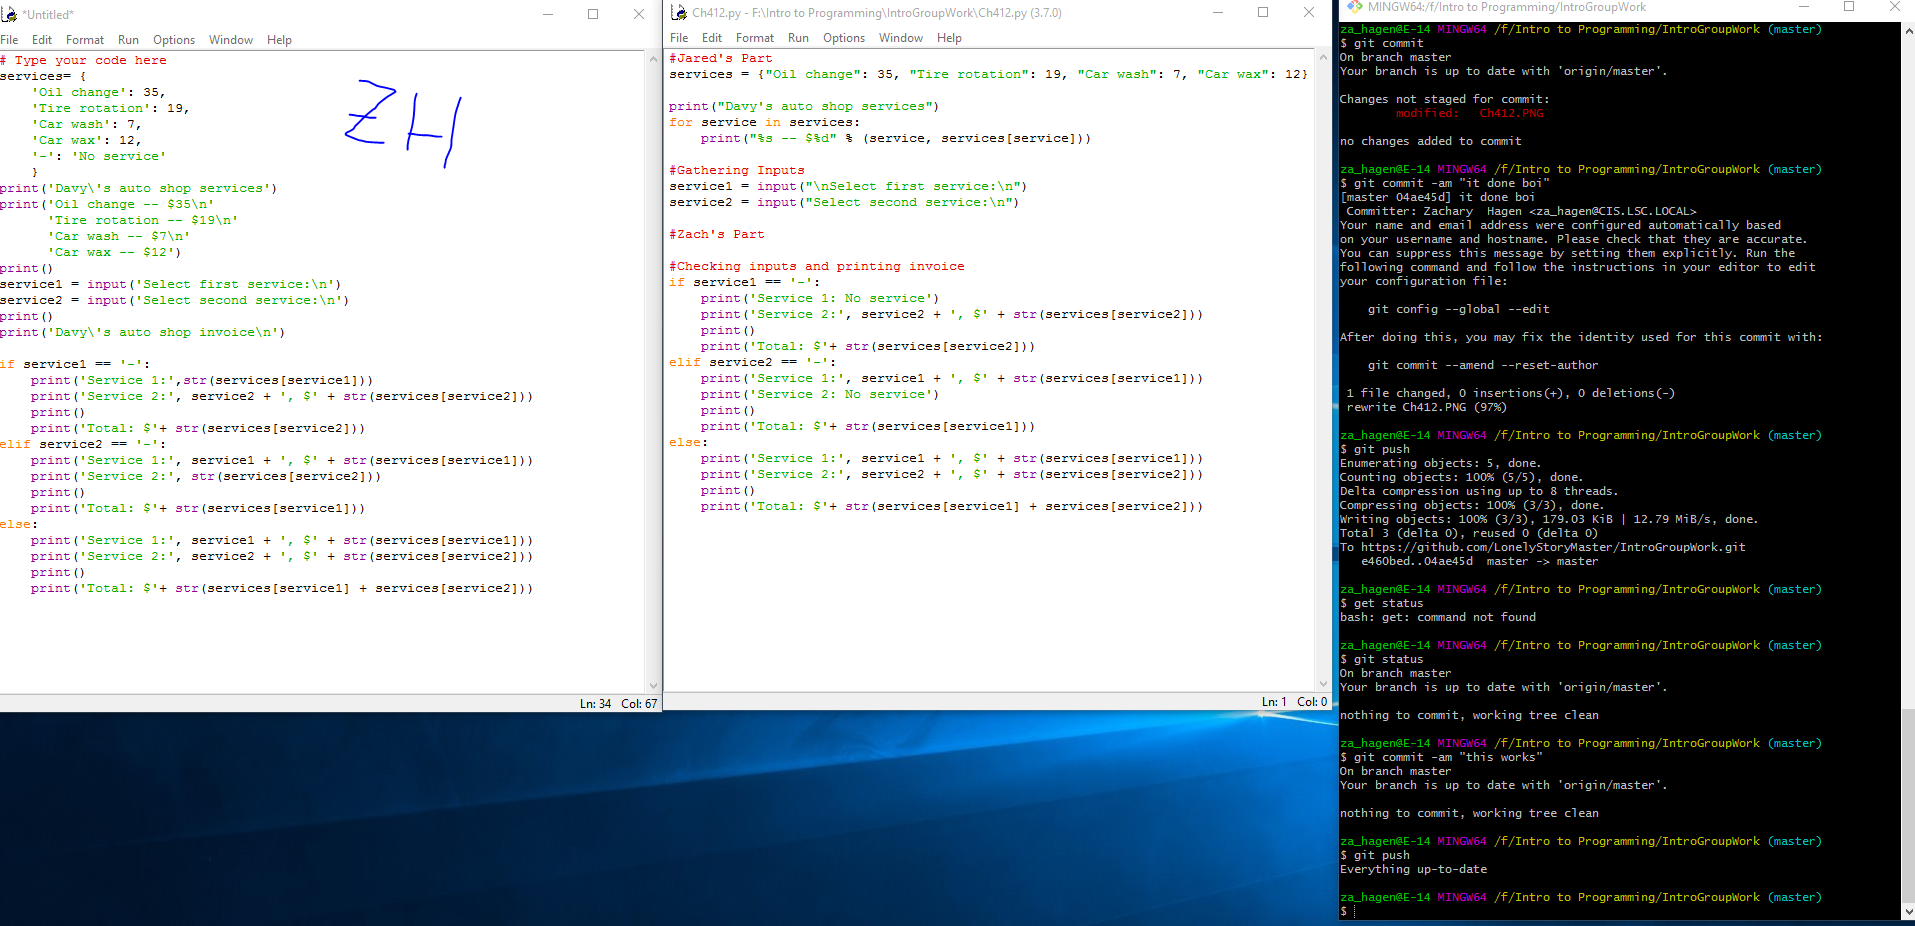 *Untitled*
File Edit Format Run Options Window Help
# Type your code here
services= {
    'Oil change': 35,
    'Tire rotation': 19,
    'Car wash': 7,
    'Car wax': 12,
    '-': 'No service'
    }
print('Davy\'s auto shop services')
print('Oil change -- $35\n'
      'Tire rotation -- $19\n'
      'Car wash -- $7\n'
      'Car wax -- $12')
print()
service1 = input('Select first service:\n')
service2 = input('Select second service:\n')
print()
print('Davy\'s auto shop invoice\n')
if service1 == '-':
    print('Service 1:',str(services[service1]))
    print('Service 2:', service2 + ', $' + str(services[service2]))
    print()
    print('Total: $'+ str(services[service2]))
elif service2 == '-':
    print('Service 1:', service1 + ', $' + str(services[service1]))
    print('Service 2:', str(services[service2]))
    print()
    print('Total: $'+ str(services[service1]))
else:
    print('Service 1:', service1 + ', $' + str(services[service1]))
    print('Service 2:', service2 + ', $' + str(services[service2]))
    print()
    print('Total: $'+ str(services[service1] + services[service2]))
ZH
Ln: 34 Col: 67
Ch412.py - F:\Intro to Programming\IntroGroupWork\Ch412.py (3.7.0)
File Edit Format Run Options Window Help
#Jared's Part
services = {"Oil change": 35, "Tire rotation": 19, "Car wash": 7, "Car wax": 12}
print("Davy's auto shop services")
for service in services:
    print("%s -- $%d" % (service, services[service]))
#Gathering Inputs
service1 = input("\nSelect first service:\n")
service2 = input("Select second service:\n")
#Zach's Part
#Checking inputs and printing invoice
if service1 == '-':
    print('Service 1: No service')
    print('Service 2:', service2 + ', $' + str(services[service2]))
    print()
    print('Total: $'+ str(services[service2]))
elif service2 == '-':
    print('Service 1:', service1 + ', $' + str(services[service1]))
    print('Service 2: No service')
    print()
    print('Total: $'+ str(services[service1]))
else:
    print('Service 1:', service1 + ', $' + str(services[service1]))
    print('Service 2:', service2 + ', $' + str(services[service2]))
    print()
    print('Total: $'+ str(services[service1] + services[service2]))
Ln: 1 Col: 0
MINGW64:/f/Intro to Programming/IntroGroupWork
za_hagen@E-14 MINGW64 /f/Intro to Programming/IntroGroupWork (master)
$ git commit
On branch master
Your branch is up to date with 'origin/master'.
Changes not staged for commit:
        modified:   Ch412.PNG
no changes added to commit
za_hagen@E-14 MINGW64 /f/Intro to Programming/IntroGroupWork (master)
$ git commit -am "it done boi"
[master 04ae45d] it done boi
 Committer: Zachary  Hagen <za_hagen@CIS.LSC.LOCAL>
Your name and email address were configured automatically based
on your username and hostname. Please check that they are accurate.
You can suppress this message by setting them explicitly. Run the
following command and follow the instructions in your editor to edit
your configuration file:
    git config --global --edit
After doing this, you may fix the identity used for this commit with:
    git commit --amend --reset-author
 1 file changed, 0 insertions(+), 0 deletions(-)
 rewrite Ch412.PNG (97%)
za_hagen@E-14 MINGW64 /f/Intro to Programming/IntroGroupWork (master)
$ git push
Enumerating objects: 5, done.
Counting objects: 100% (5/5), done.
Delta compression using up to 8 threads.
Compressing objects: 100% (3/3), done.
Writing objects: 100% (3/3), 179.03 KiB | 12.79 MiB/s, done.
Total 3 (delta 0), reused 0 (delta 0)
To https://github.com/LonelyStoryMaster/IntroGroupWork.git
   e460bed..04ae45d  master -> master
za_hagen@E-14 MINGW64 /f/Intro to Programming/IntroGroupWork (master)
$ get status
bash: get: command not found
za_hagen@E-14 MINGW64 /f/Intro to Programming/IntroGroupWork (master)
$ git status
On branch master
Your branch is up to date with 'origin/master'.
nothing to commit, working tree clean
za_hagen@E-14 MINGW64 /f/Intro to Programming/IntroGroupWork (master)
$ git commit -am "this works"
On branch master
Your branch is up to date with 'origin/master'.
nothing to commit, working tree clean
za_hagen@E-14 MINGW64 /f/Intro to Programming/IntroGroupWork (master)
$ git push
Everything up-to-date
za_hagen@E-14 MINGW64 /f/Intro to Programming/IntroGroupWork (master)
$